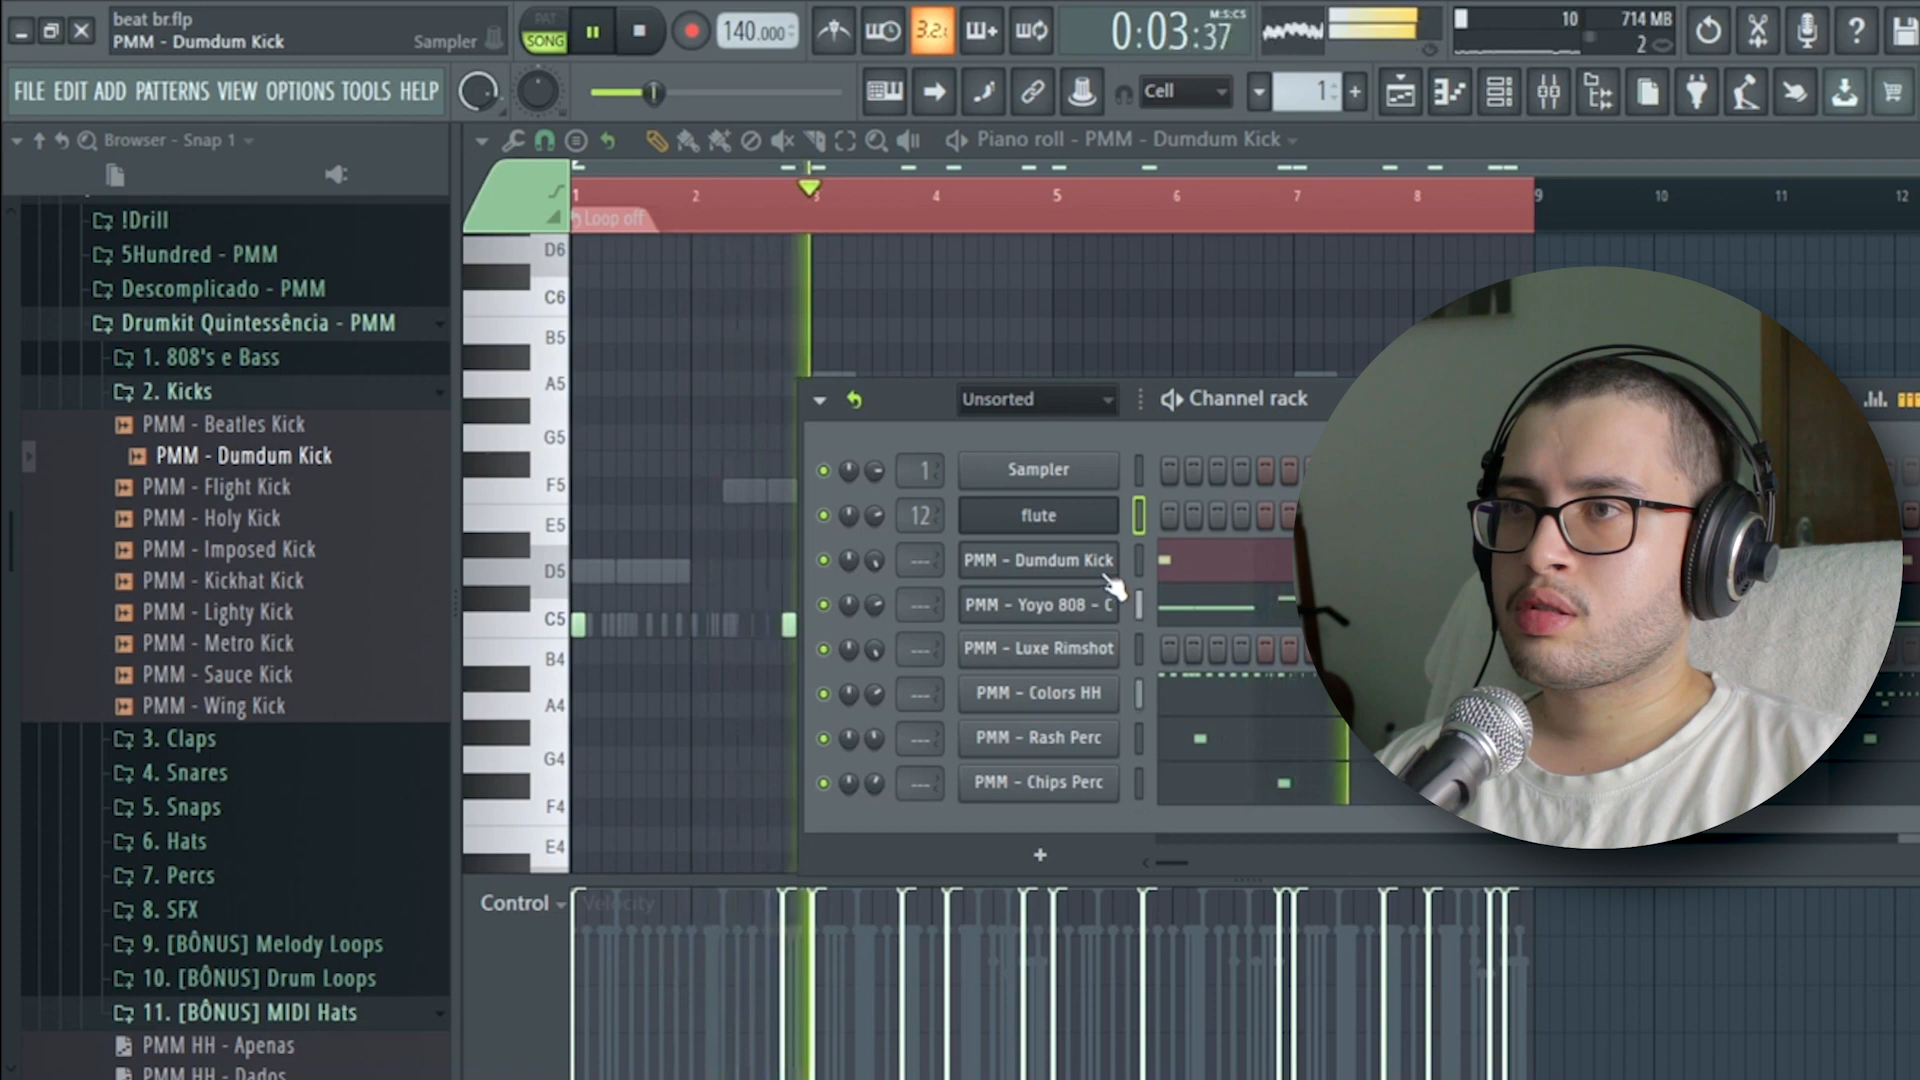 beat br.flp
PMM - Dumdum Kick
Sampler
PAT
SONG
140.000
3.2
0:03:37
M:S:CS
10
714 MB
2
FILE EDIT ADD PATTERNS VIEW OPTIONS TOOLS HELP
Cell
1
Browser - Snap 1
Piano roll - PMM - Dumdum Kick
!Drill
5Hundred - PMM
Descomplicado - PMM
Drumkit Quintessência - PMM
1. 808's e Bass
2. Kicks
PMM - Beatles Kick
PMM - Dumdum Kick
PMM - Flight Kick
PMM - Holy Kick
PMM - Imposed Kick
PMM - Kickhat Kick
PMM - Lighty Kick
PMM - Metro Kick
PMM - Sauce Kick
PMM - Wing Kick
3. Claps
4. Snares
5. Snaps
6. Hats
7. Percs
8. SFX
9. [BÔNUS] Melody Loops
10. [BÔNUS] Drum Loops
11. [BÔNUS] MIDI Hats
PMM HH - Apenas
PMM HH - Dados
1 2 3 4 5 6 7 8 9 10 11 12
Loop off
D6
C6
B5
A5
G5
F5
E5
D5
C5
B4
A4
G4
F4
E4
Unsorted
Channel rack
1 Sampler
12 flute
--- PMM - Dumdum Kick
--- PMM - Yoyo 808 - C
--- PMM - Luxe Rimshot
--- PMM - Colors HH
--- PMM - Rash Perc
--- PMM - Chips Perc
+
Control
Velocity